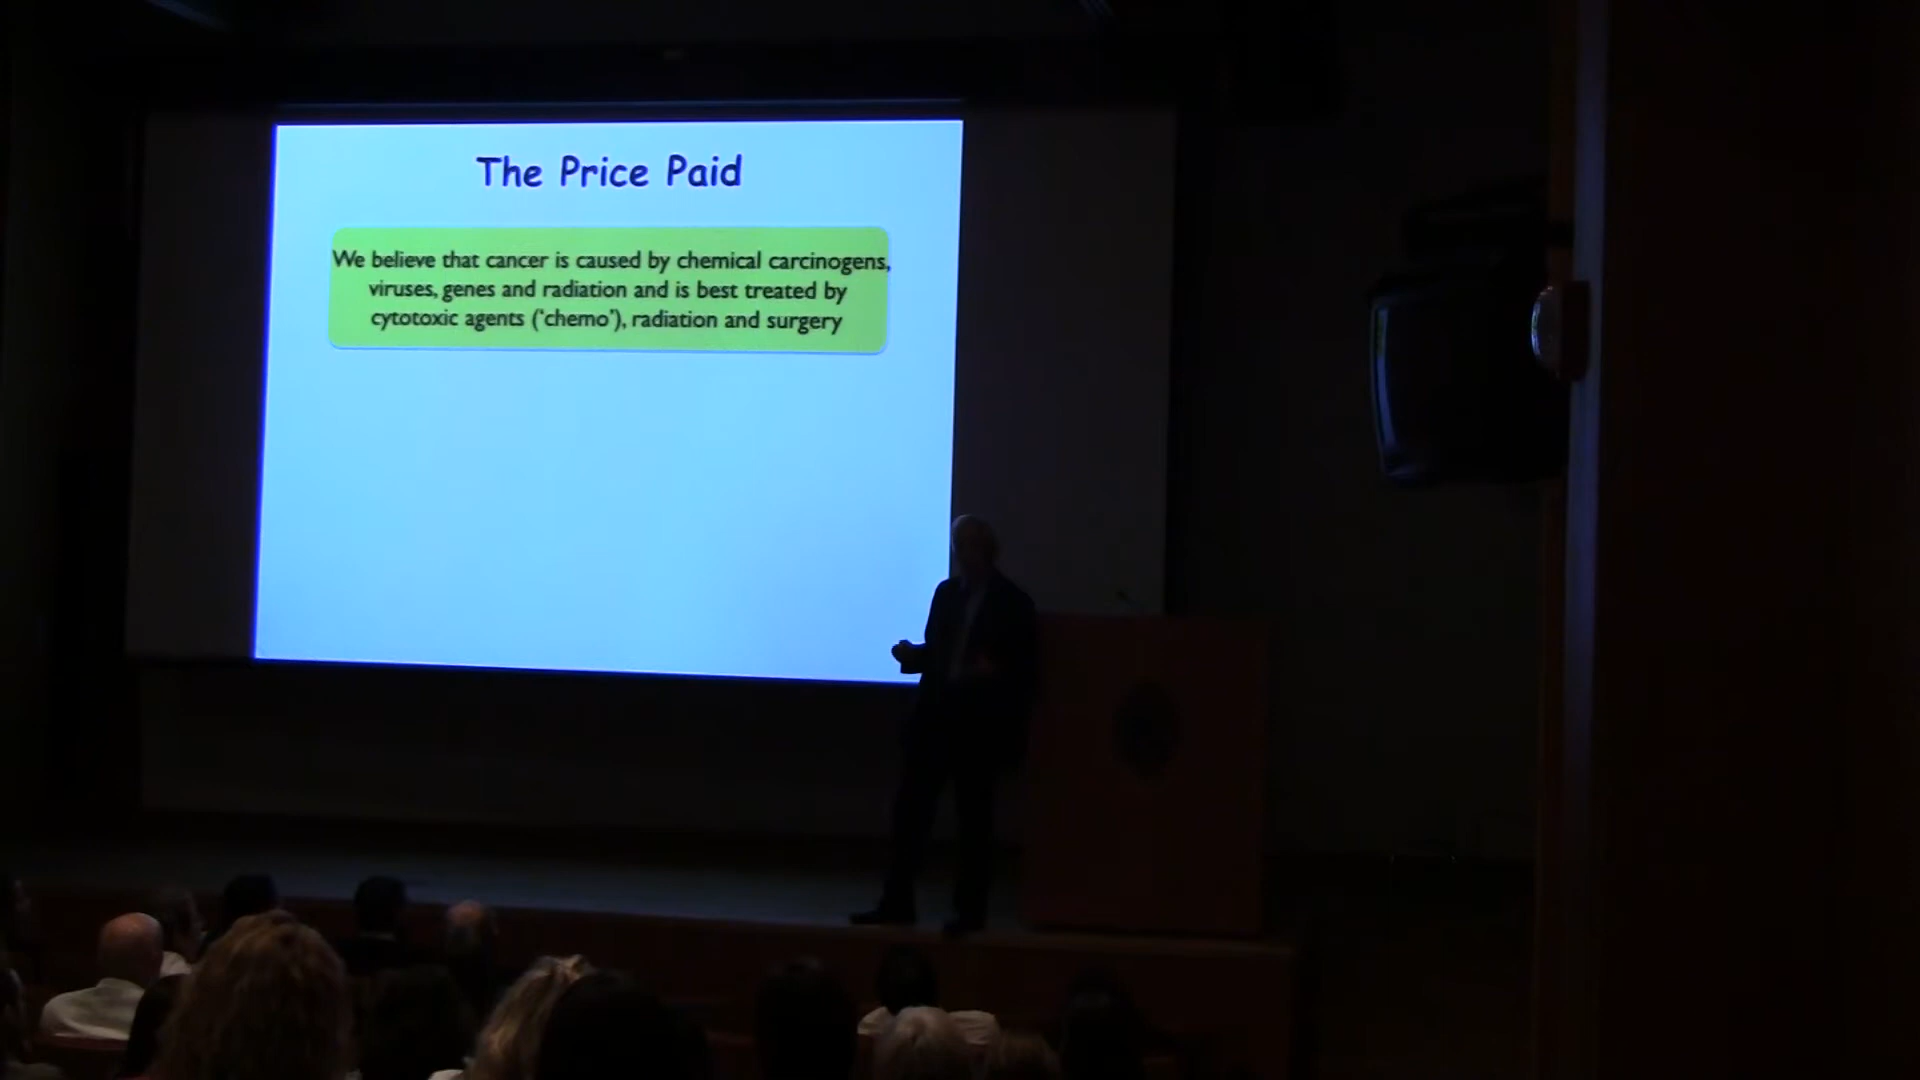 The Price Paid
We believe that cancer is caused by chemical carcinogens,
viruses, genes and radiation and is best treated by
cytotoxic agents ('chemo'), radiation and surgery